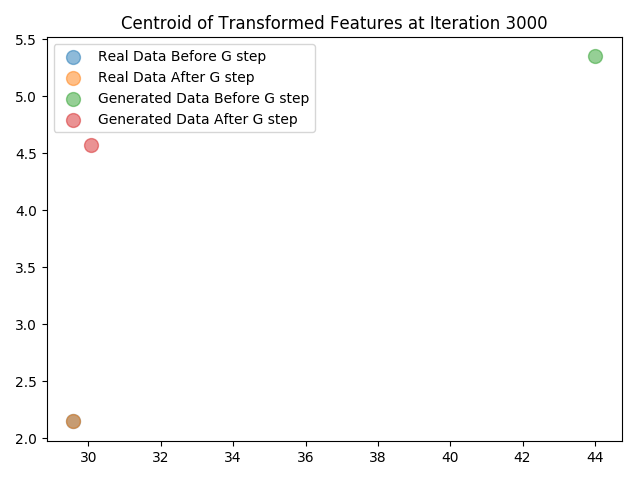 Centroid of Transformed Features at Iteration 3000
5.5
Real Data Before G step
Real Data After G step
5.0
Generated Data Before G step
Generated Data After G step
4.5
4.0
3.5
3.0
2.5
2.0
30 32 34 36 38 40 42 44